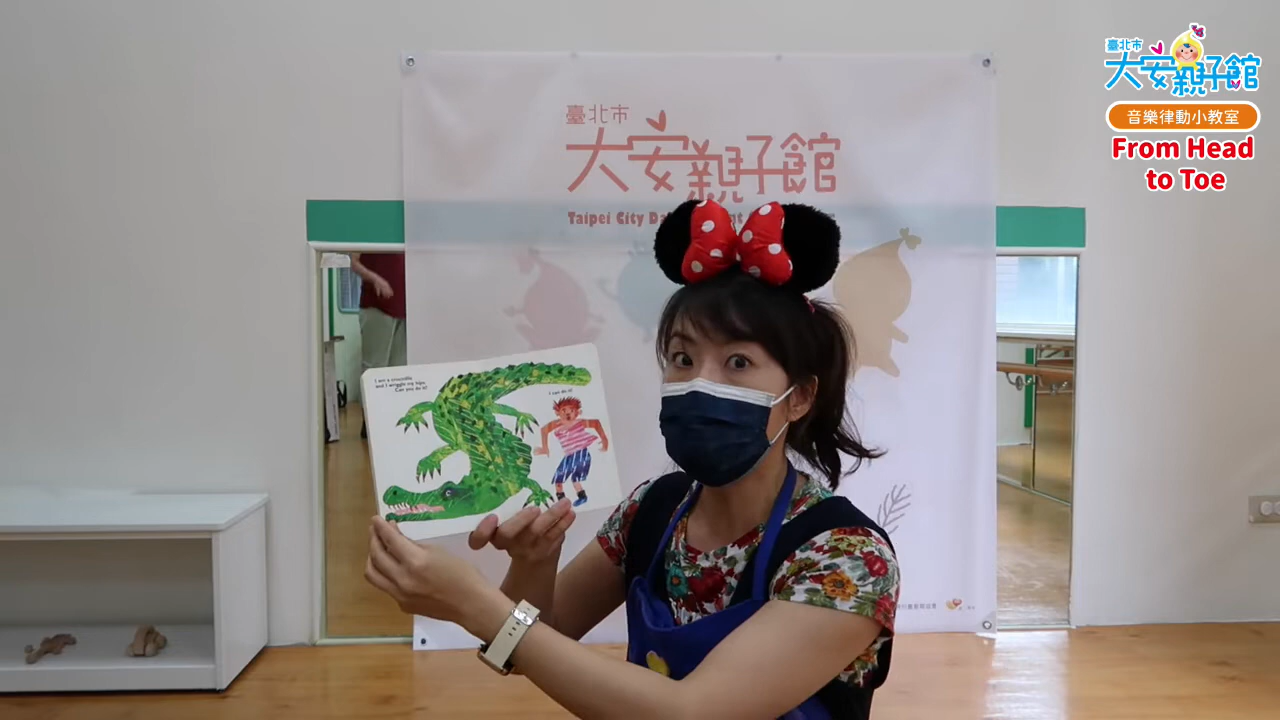 臺北市
大安親子館
音樂律動小教室
From Head
to Toe
臺北市
大安親子館
Taipei City
I am a crocodile
and I wriggle my hips.
Can you do it?
I can do it!